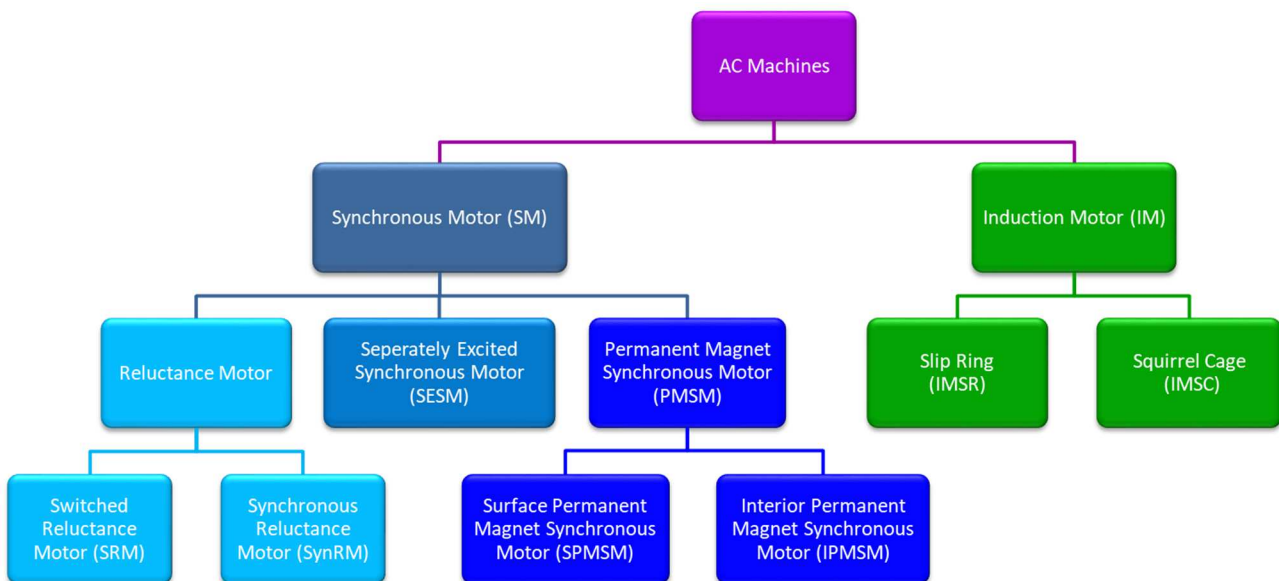 AC Machines
Synchronous Motor (SM)
Induction Motor (IM)
Reluctance Motor
Seperately Excited
Synchronous Motor
(SESM)
Permanent Magnet
Synchronous Motor
(PMSM)
Slip Ring
(IMSR)
Squirrel Cage
(IMSC)
Switched
Reluctance
Motor (SRM)
Synchronous
Reluctance
Motor (SynRM)
Surface Permanent
Magnet Synchronous
Motor (SPMSM)
Interior Permanent
Magnet Synchronous
Motor (IPMSM)